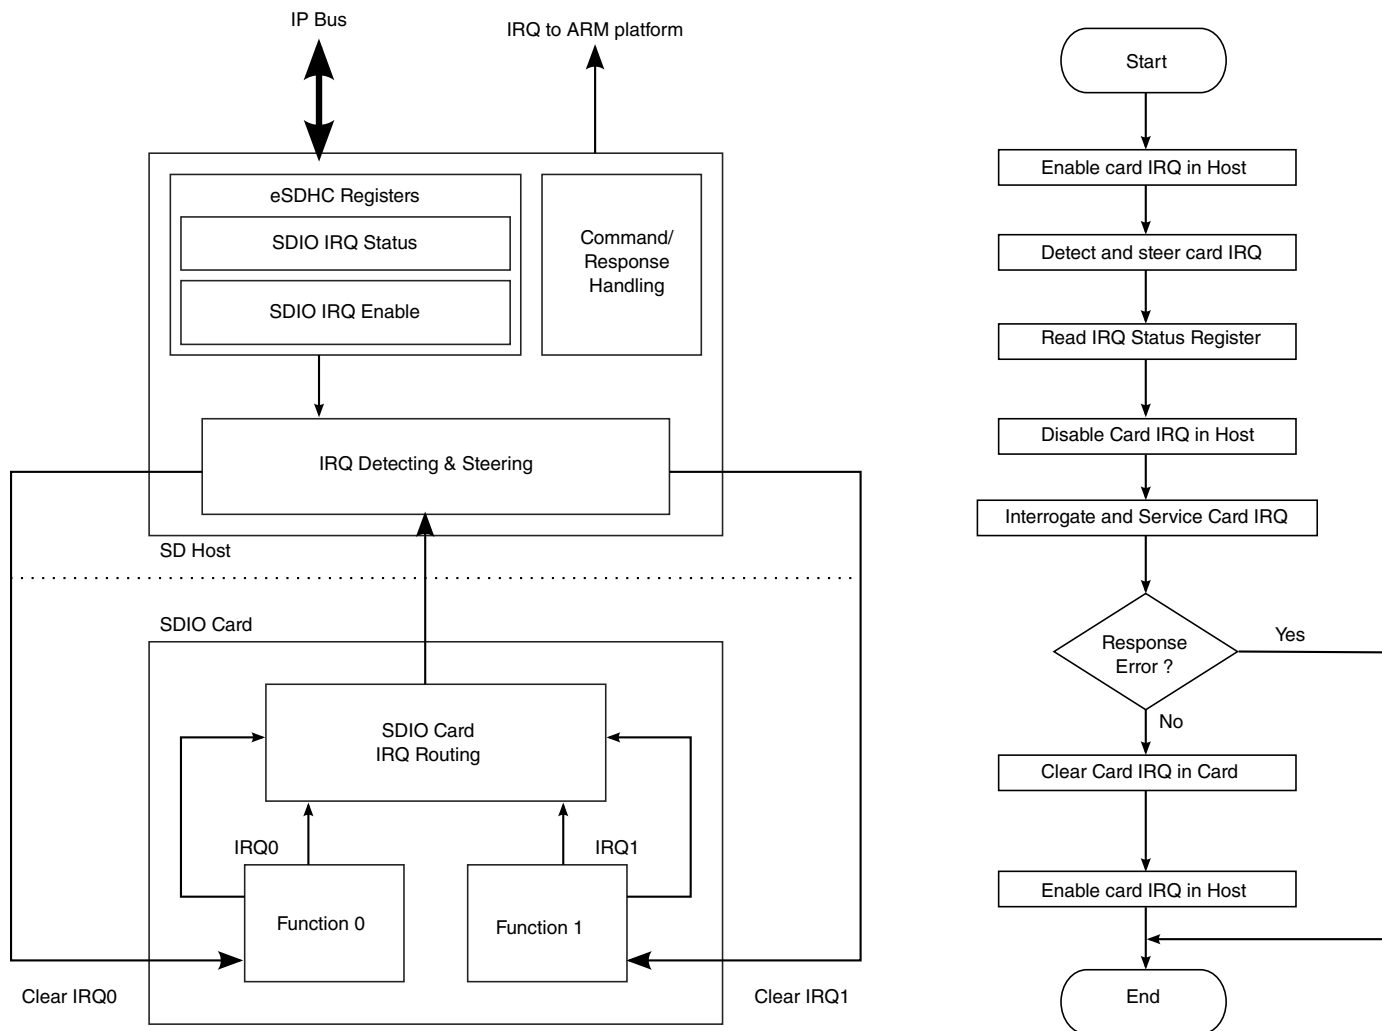 IP Bus
IRQ to ARM platform
eSDHC Registers
SDIO IRQ Status
SDIO IRQ Enable
Command/
Response
Handling
IRQ Detecting & Steering
SD Host
SDIO Card
SDIO Card
IRQ Routing
IRQ0
IRQ1
Function 0
Function 1
Clear IRQ0
Clear IRQ1
Start
Enable card IRQ in Host
Detect and steer card IRQ
Read IRQ Status Register
Disable Card IRQ in Host
Interrogate and Service Card IRQ
Response
Error ?
Yes
No
Clear Card IRQ in Card
Enable card IRQ in Host
End